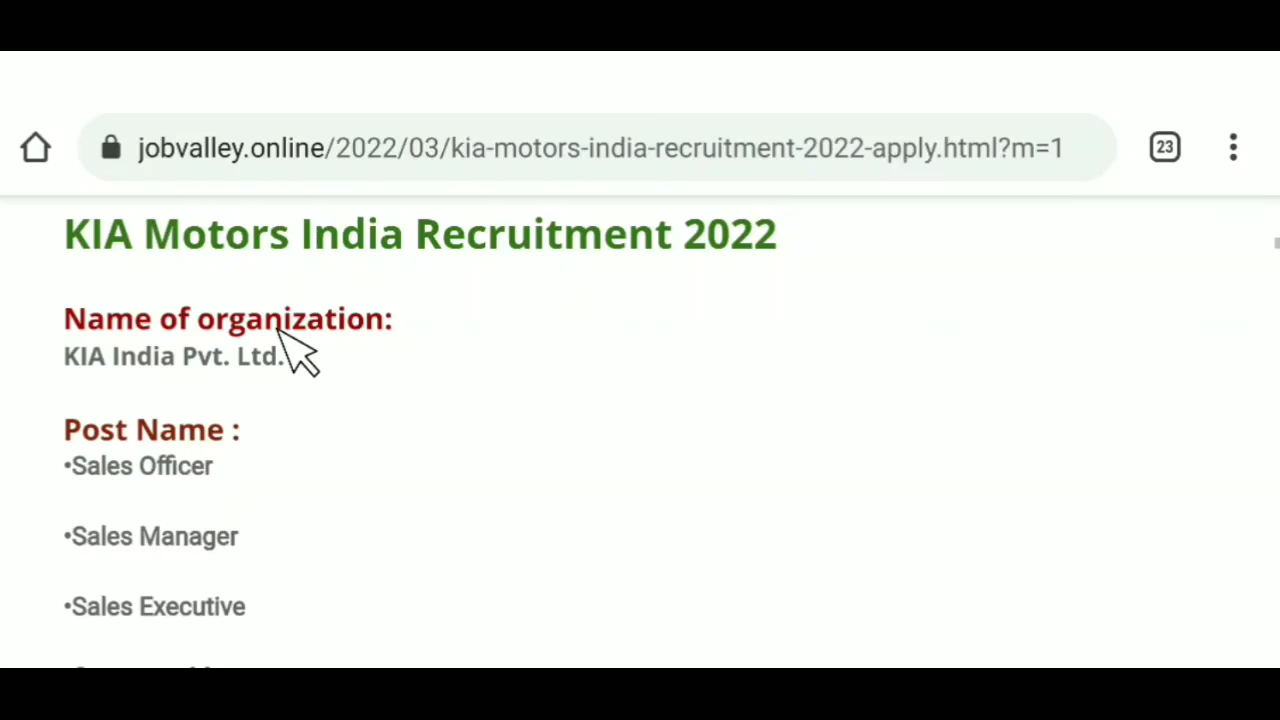 jobvalley.online/2022/03/kia-motors-india-recruitment-2022-apply.html?m=1
23
KIA Motors India Recruitment 2022
Name of organization:
KIA India Pvt. Ltd.
Post Name :
•Sales Officer
•Sales Manager
•Sales Executive